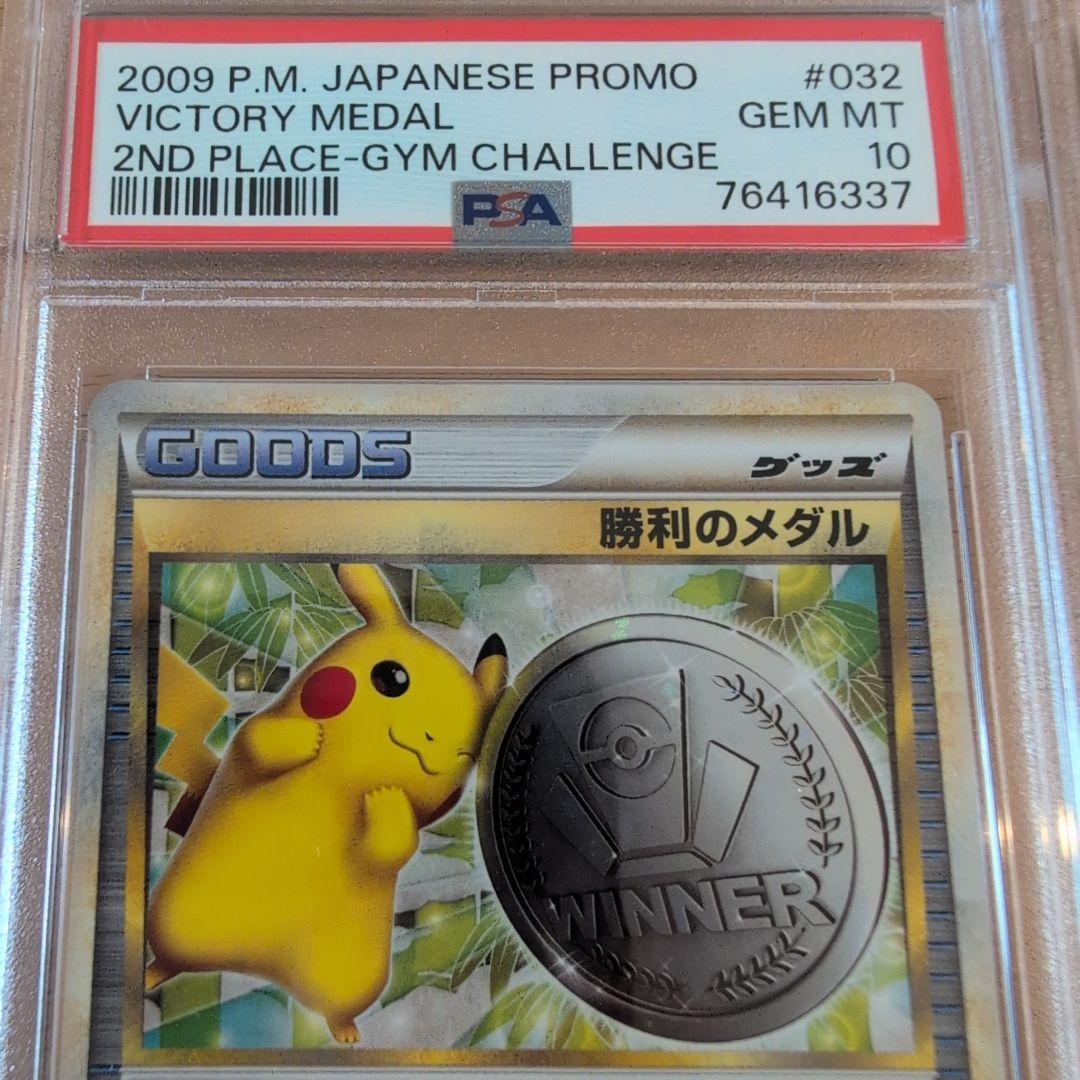 2009 P.M. JAPANESE PROMO #032
VICTORY MEDAL GEM MT
2ND PLACE-GYM CHALLENGE 10
PSA 76416337
GOODS グッズ
勝利のメダル
WINNER